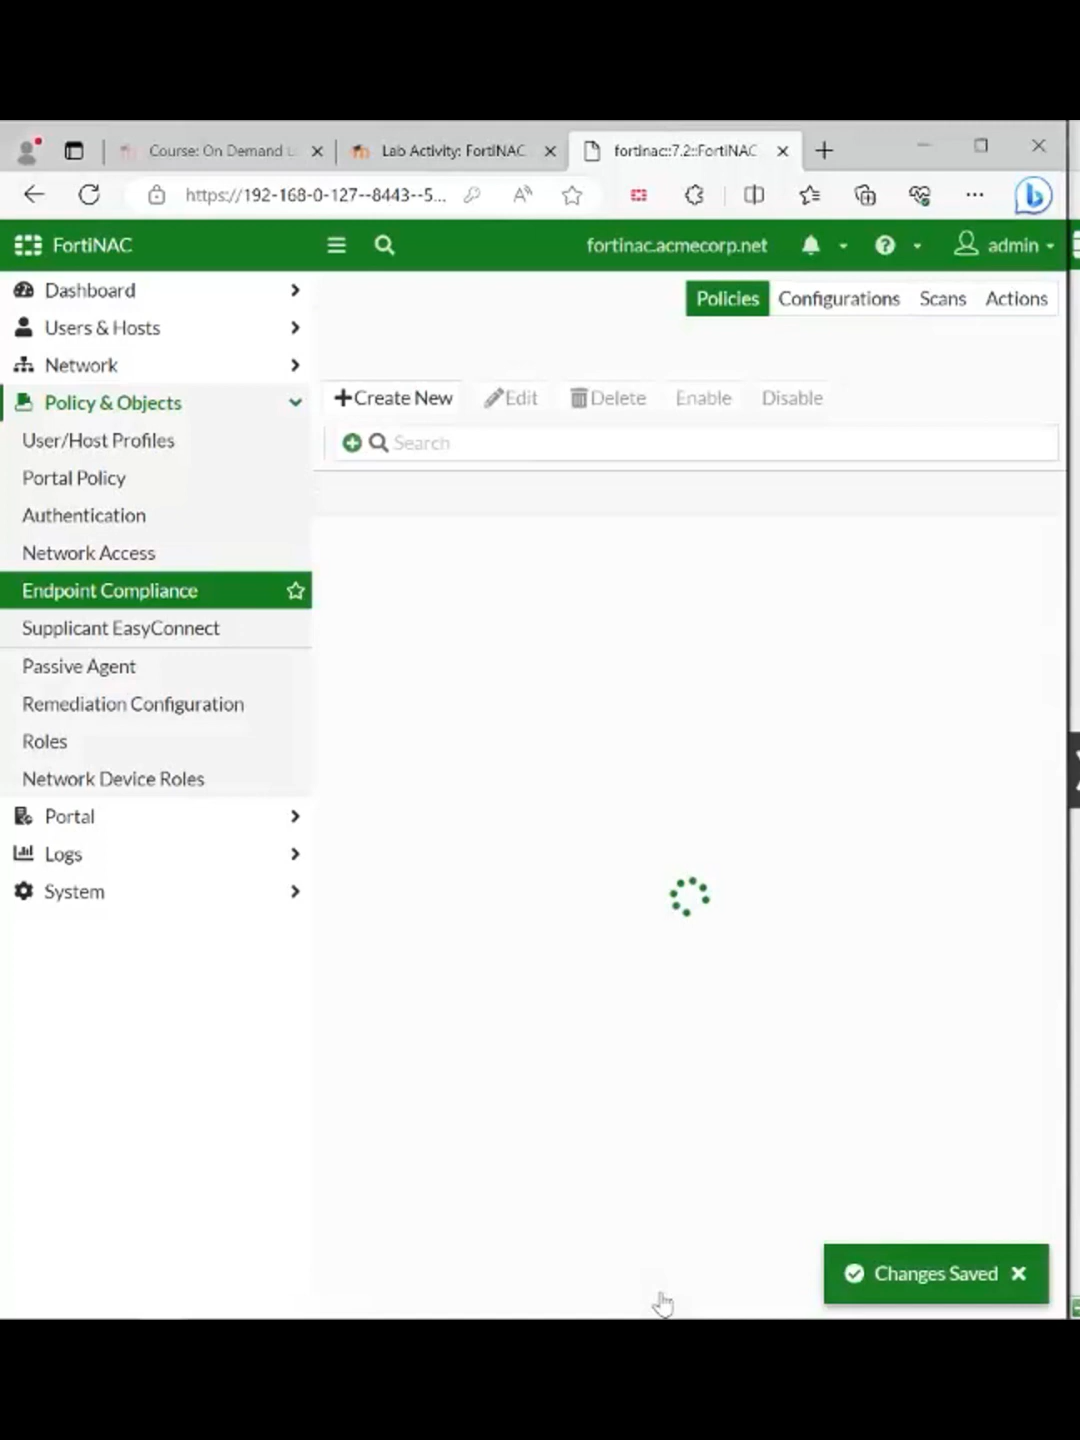 Course: On Demand L
Lab Activity: FortiNAC
fortinac::7.2::FortiNAC
https://192-168-0-127--8443--5...
FortiNAC
fortinac.acmecorp.net
admin
Dashboard
Users & Hosts
Network
Policy & Objects
User/Host Profiles
Portal Policy
Authentication
Network Access
Endpoint Compliance
Supplicant EasyConnect
Passive Agent
Remediation Configuration
Roles
Network Device Roles
Portal
Logs
System
Policies Configurations Scans Actions
+Create New Edit Delete Enable Disable
Search
Changes Saved